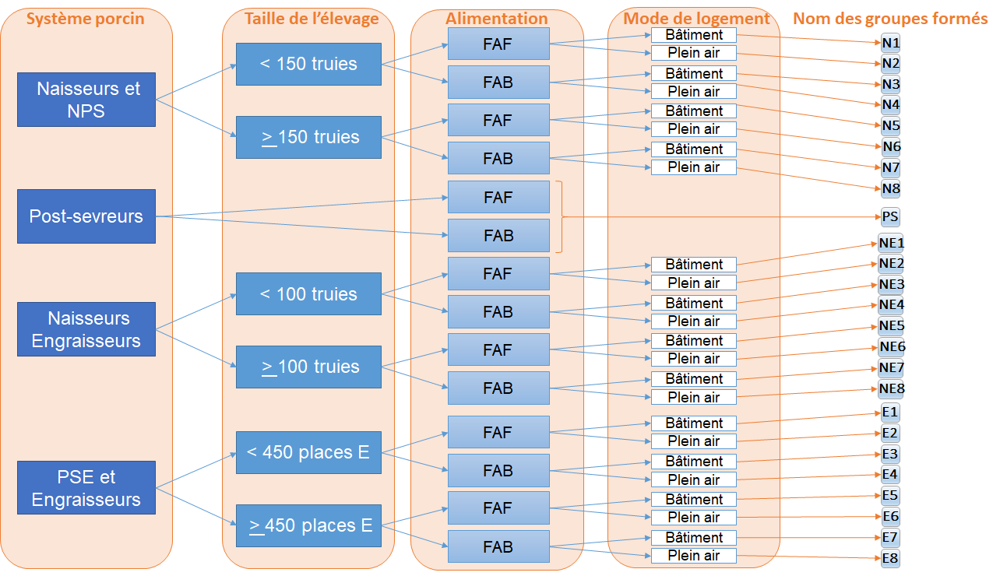 Système porcin
Taille de l'élevage
Alimentation
Mode de logement
Nom des groupes formés
Naisseurs et
NPS
< 150 truies
FAF
Bâtiment
N1
Plein air
N2
FAB
Bâtiment
N3
Plein air
N4
> 150 truies
FAF
Bâtiment
N5
Plein air
N6
FAB
Bâtiment
N7
Plein air
N8
Post-sevreurs
FAF
FAB
PS
Naisseurs
Engraisseurs
< 100 truies
FAF
Bâtiment
NE1
Plein air
NE2
FAB
Bâtiment
NE3
Plein air
NE4
> 100 truies
FAF
Bâtiment
NE5
Plein air
NE6
FAB
Bâtiment
NE7
Plein air
NE8
PSE et
Engraisseurs
< 450 places E
FAF
Bâtiment
E1
Plein air
E2
FAB
Bâtiment
E3
Plein air
E4
> 450 places E
FAF
Bâtiment
E5
Plein air
E6
FAB
Bâtiment
E7
Plein air
E8